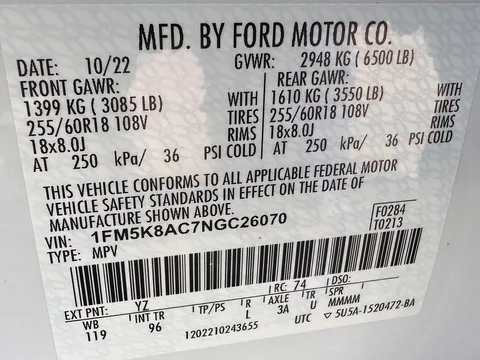 MFD. BY FORD MOTOR CO.
DATE: 10/22 GVWR: 2948 KG ( 6500 LB)
FRONT GAWR: REAR GAWR:
1399 KG ( 3085 LB) WITH 1610 KG ( 3550 LB) WITH
255/60R18 108V TIRES 255/60R18 108V TIRES
18x8.0J RIMS 18x8.0J RIMS
AT 250 kPa/ 36 PSI COLD AT 250 kPa/ 36 PSI COLD
THIS VEHICLE CONFORMS TO ALL APPLICABLE FEDERAL MOTOR
VEHICLE SAFETY STANDARDS IN EFFECT ON THE DATE OF
MANUFACTURE SHOWN ABOVE.
VIN: 1FM5K8AC7NGC26070 F0284
TYPE: MPV T0213
EXT PNT: YZ RC: 74 DSO:
WB INT TR TP/PS R AXLE TR SPR
119 96 L 3A U MMMM
1202210243655 UTC ▽ 5U5A-1520472-BA